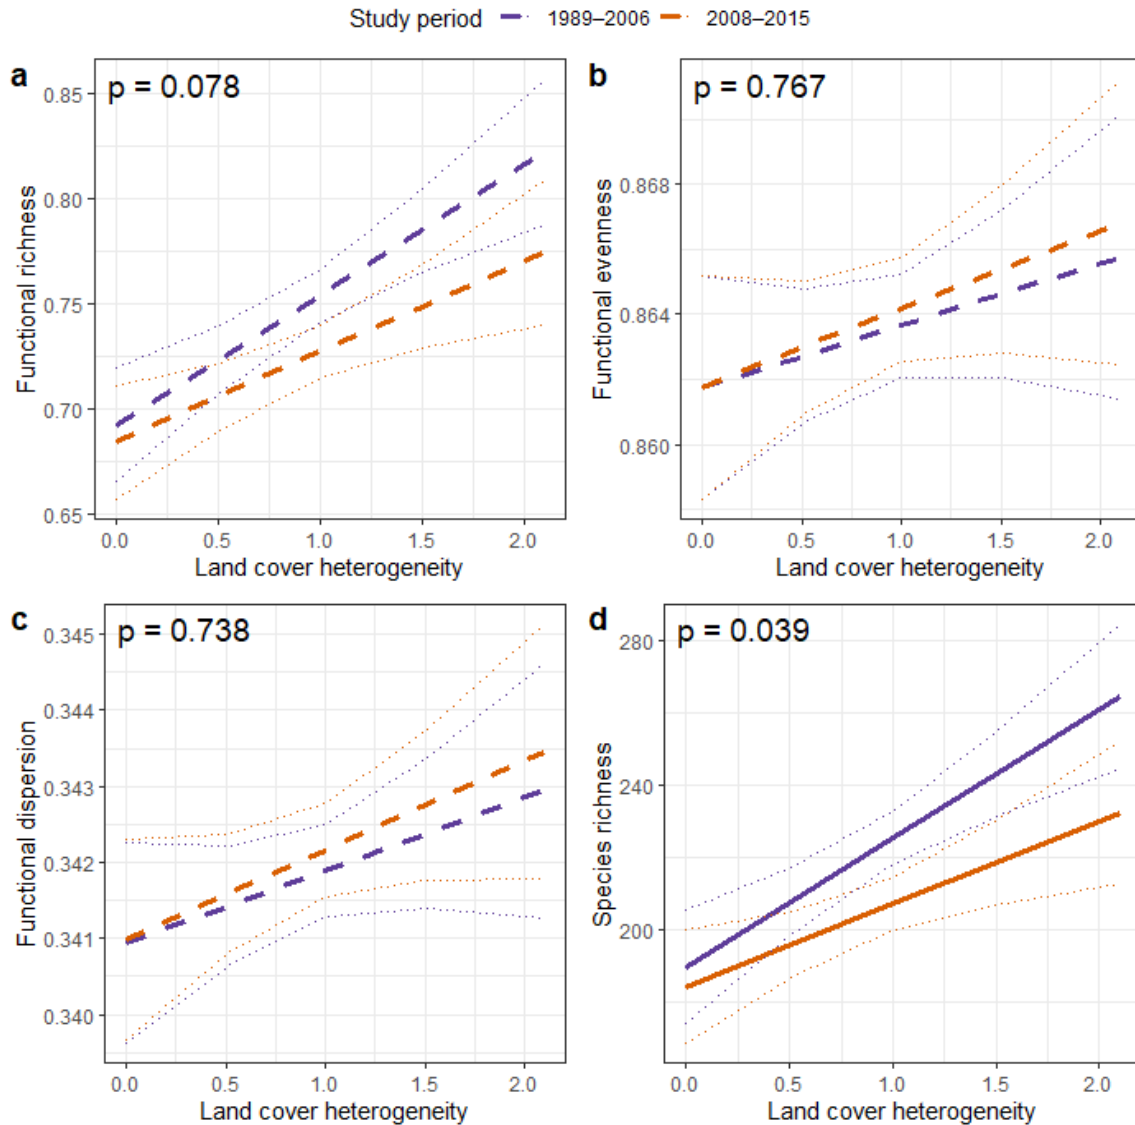 Study period 1989–2006 2008–2015
a p = 0.078
0.85
0.80
0.75
0.70
0.65
Functional richness
0.0 0.5 1.0 1.5 2.0
Land cover heterogeneity
b p = 0.767
0.868
0.864
0.860
Functional evenness
0.0 0.5 1.0 1.5 2.0
Land cover heterogeneity
c p = 0.738
0.345
0.344
0.343
0.342
0.341
0.340
Functional dispersion
0.0 0.5 1.0 1.5 2.0
Land cover heterogeneity
d p = 0.039
280
240
200
Species richness
0.0 0.5 1.0 1.5 2.0
Land cover heterogeneity